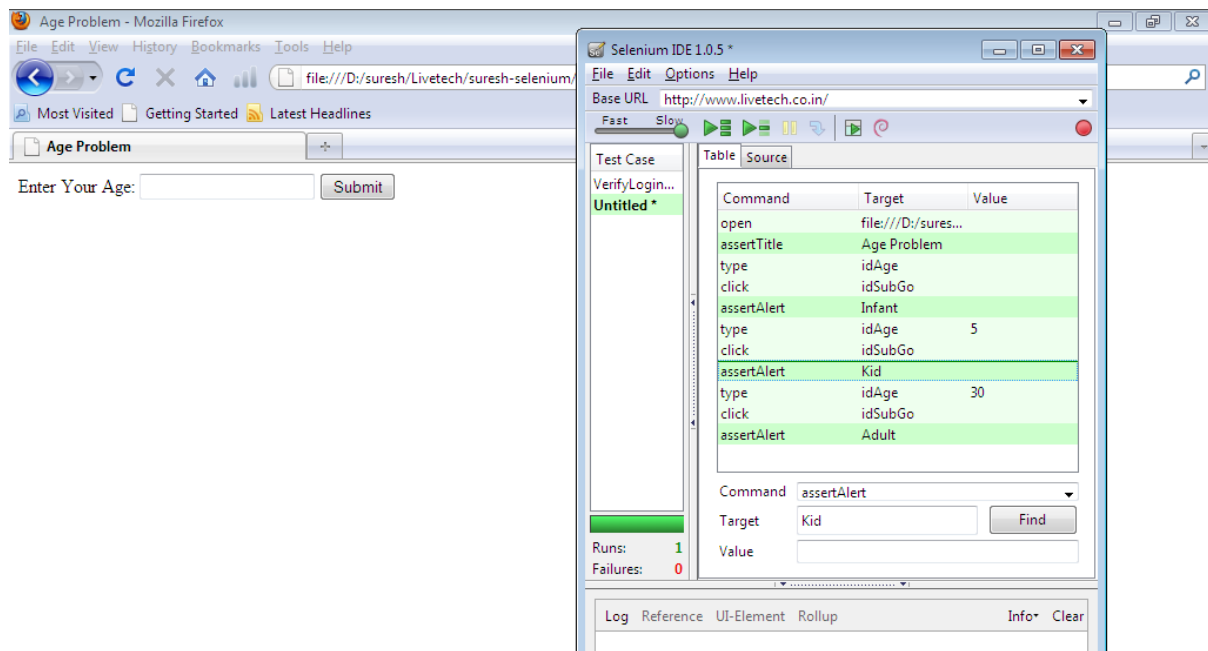 Age Problem - Mozilla Firefox
File Edit View History Bookmarks Tools Help
file:///D:/suresh/Livetech/suresh-selenium/
Most Visited Getting Started Latest Headlines
Age Problem
Enter Your Age: Submit
Selenium IDE 1.0.5 *
File Edit Options Help
Base URL http://www.livetech.co.in/
Fast Slow
Test Case
VerifyLogin...
Untitled *
Table Source
Command Target Value
open file:///D:/sures...
assertTitle Age Problem
type idAge
click idSubGo
assertAlert Infant
type idAge 5
click idSubGo
assertAlert Kid
type idAge 30
click idSubGo
assertAlert Adult
Command assertAlert
Target Kid Find
Value
Runs: 1
Failures: 0
Log Reference UI-Element Rollup Info Clear